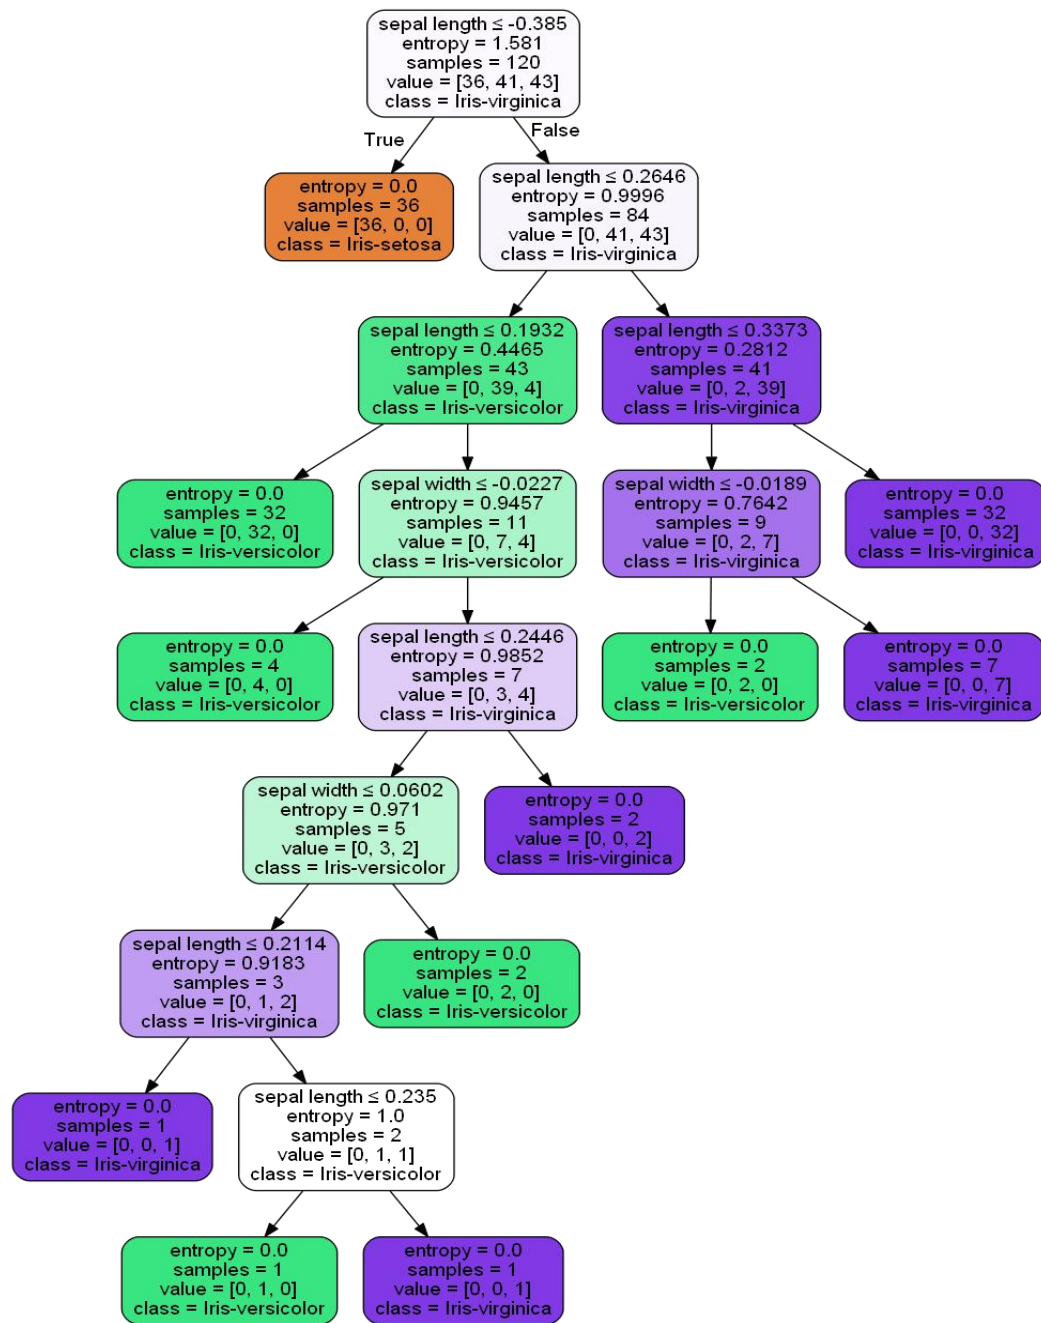 sepal length ≤ -0.385
entropy = 1.581
samples = 120
value = [36, 41, 43]
class = Iris-virginica
True
False
entropy = 0.0
samples = 36
value = [36, 0, 0]
class = Iris-setosa
sepal length ≤ 0.2646
entropy = 0.9996
samples = 84
value = [0, 41, 43]
class = Iris-virginica
sepal length ≤ 0.1932
entropy = 0.4465
samples = 43
value = [0, 39, 4]
class = Iris-versicolor
sepal length ≤ 0.3373
entropy = 0.2812
samples = 41
value = [0, 2, 39]
class = Iris-virginica
entropy = 0.0
samples = 32
value = [0, 32, 0]
class = Iris-versicolor
sepal width ≤ -0.0227
entropy = 0.9457
samples = 11
value = [0, 7, 4]
class = Iris-versicolor
sepal width ≤ -0.0189
entropy = 0.7642
samples = 9
value = [0, 2, 7]
class = Iris-virginica
entropy = 0.0
samples = 32
value = [0, 0, 32]
class = Iris-virginica
entropy = 0.0
samples = 4
value = [0, 4, 0]
class = Iris-versicolor
sepal length ≤ 0.2446
entropy = 0.9852
samples = 7
value = [0, 3, 4]
class = Iris-virginica
entropy = 0.0
samples = 2
value = [0, 2, 0]
class = Iris-versicolor
entropy = 0.0
samples = 7
value = [0, 0, 7]
class = Iris-virginica
sepal width ≤ 0.0602
entropy = 0.971
samples = 5
value = [0, 3, 2]
class = Iris-versicolor
entropy = 0.0
samples = 2
value = [0, 0, 2]
class = Iris-virginica
sepal length ≤ 0.2114
entropy = 0.9183
samples = 3
value = [0, 1, 2]
class = Iris-virginica
entropy = 0.0
samples = 2
value = [0, 2, 0]
class = Iris-versicolor
entropy = 0.0
samples = 1
value = [0, 0, 1]
class = Iris-virginica
sepal length ≤ 0.235
entropy = 1.0
samples = 2
value = [0, 1, 1]
class = Iris-versicolor
entropy = 0.0
samples = 1
value = [0, 1, 0]
class = Iris-versicolor
entropy = 0.0
samples = 1
value = [0, 0, 1]
class = Iris-virginica